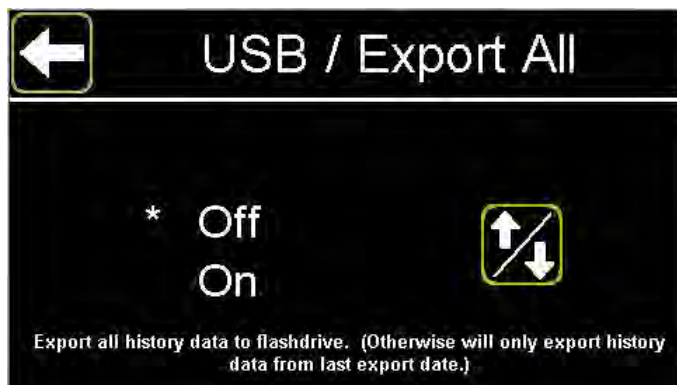 USB / Export All
* Off
On
Export all history data to flashdrive. (Otherwise will only export history
data from last export date.)